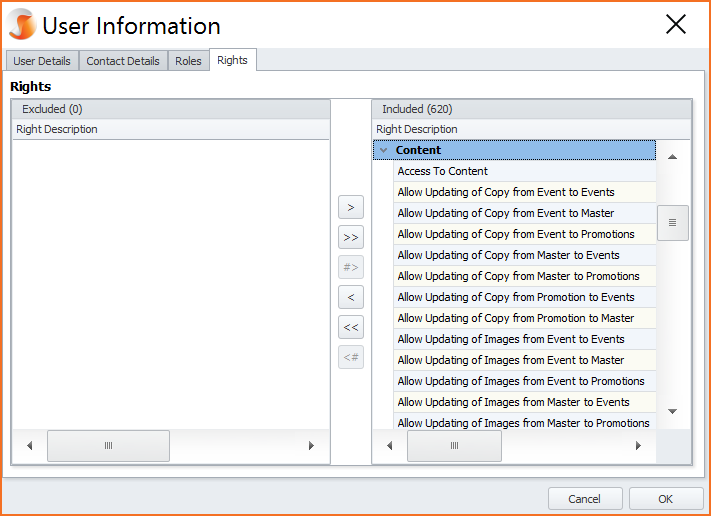 User Information
User Details
Contact Details
Roles
Rights
Rights
Excluded (0)
Right Description
>
>>
#>
<
<<
<#
Included (620)
Right Description
Content
Access To Content
Allow Updating of Copy from Event to Events
Allow Updating of Copy from Event to Master
Allow Updating of Copy from Event to Promotions
Allow Updating of Copy from Master to Events
Allow Updating of Copy from Master to Promotions
Allow Updating of Copy from Promotion to Events
Allow Updating of Copy from Promotion to Master
Allow Updating of Images from Event to Events
Allow Updating of Images from Event to Master
Allow Updating of Images from Event to Promotions
Allow Updating of Images from Master to Events
Allow Updating of Images from Master to Promotions
Cancel
OK